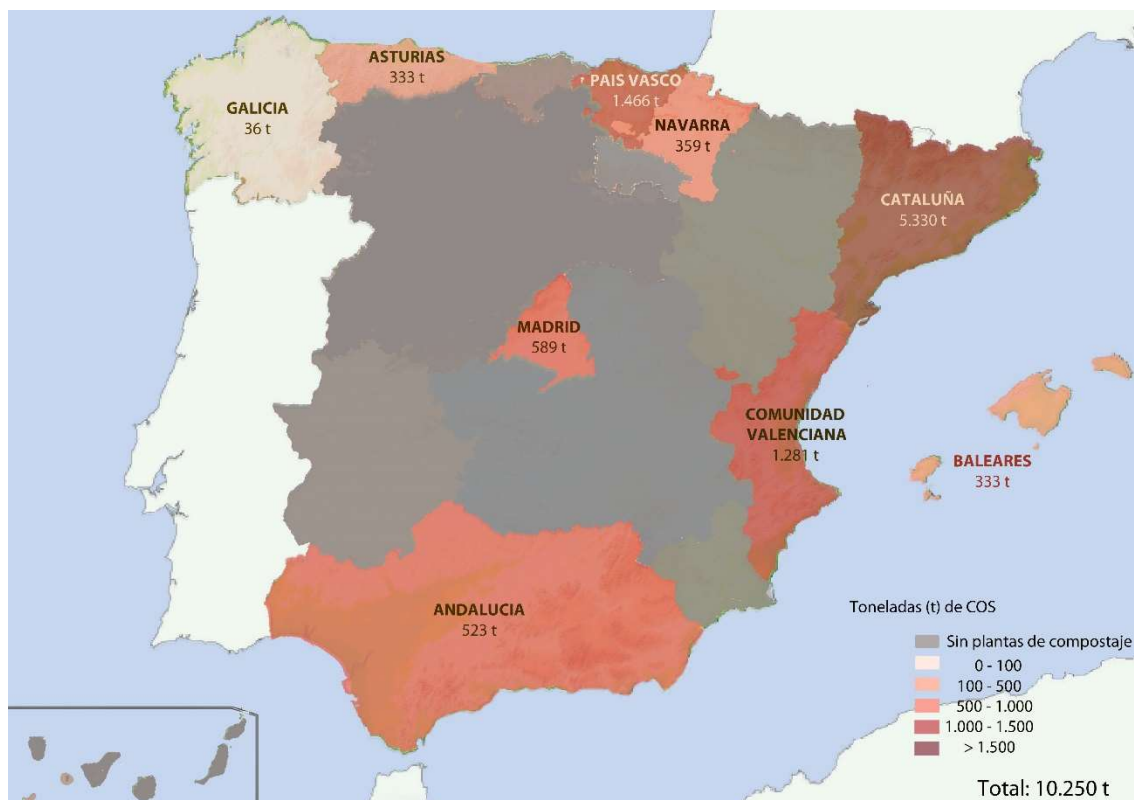 ASTURIAS
333 t
PAIS VASCO
1.466 t
GALICIA
36 t
NAVARRA
359 t
CATALUÑA
5.330 t
MADRID
589 t
COMUNIDAD
VALENCIANA
1.281 t
BALEARES
333 t
ANDALUCIA
523 t
Toneladas (t) de COS
Sin plantas de compostaje
0 - 100
100 - 500
500 - 1.000
1.000 - 1.500
> 1.500
Total: 10.250 t